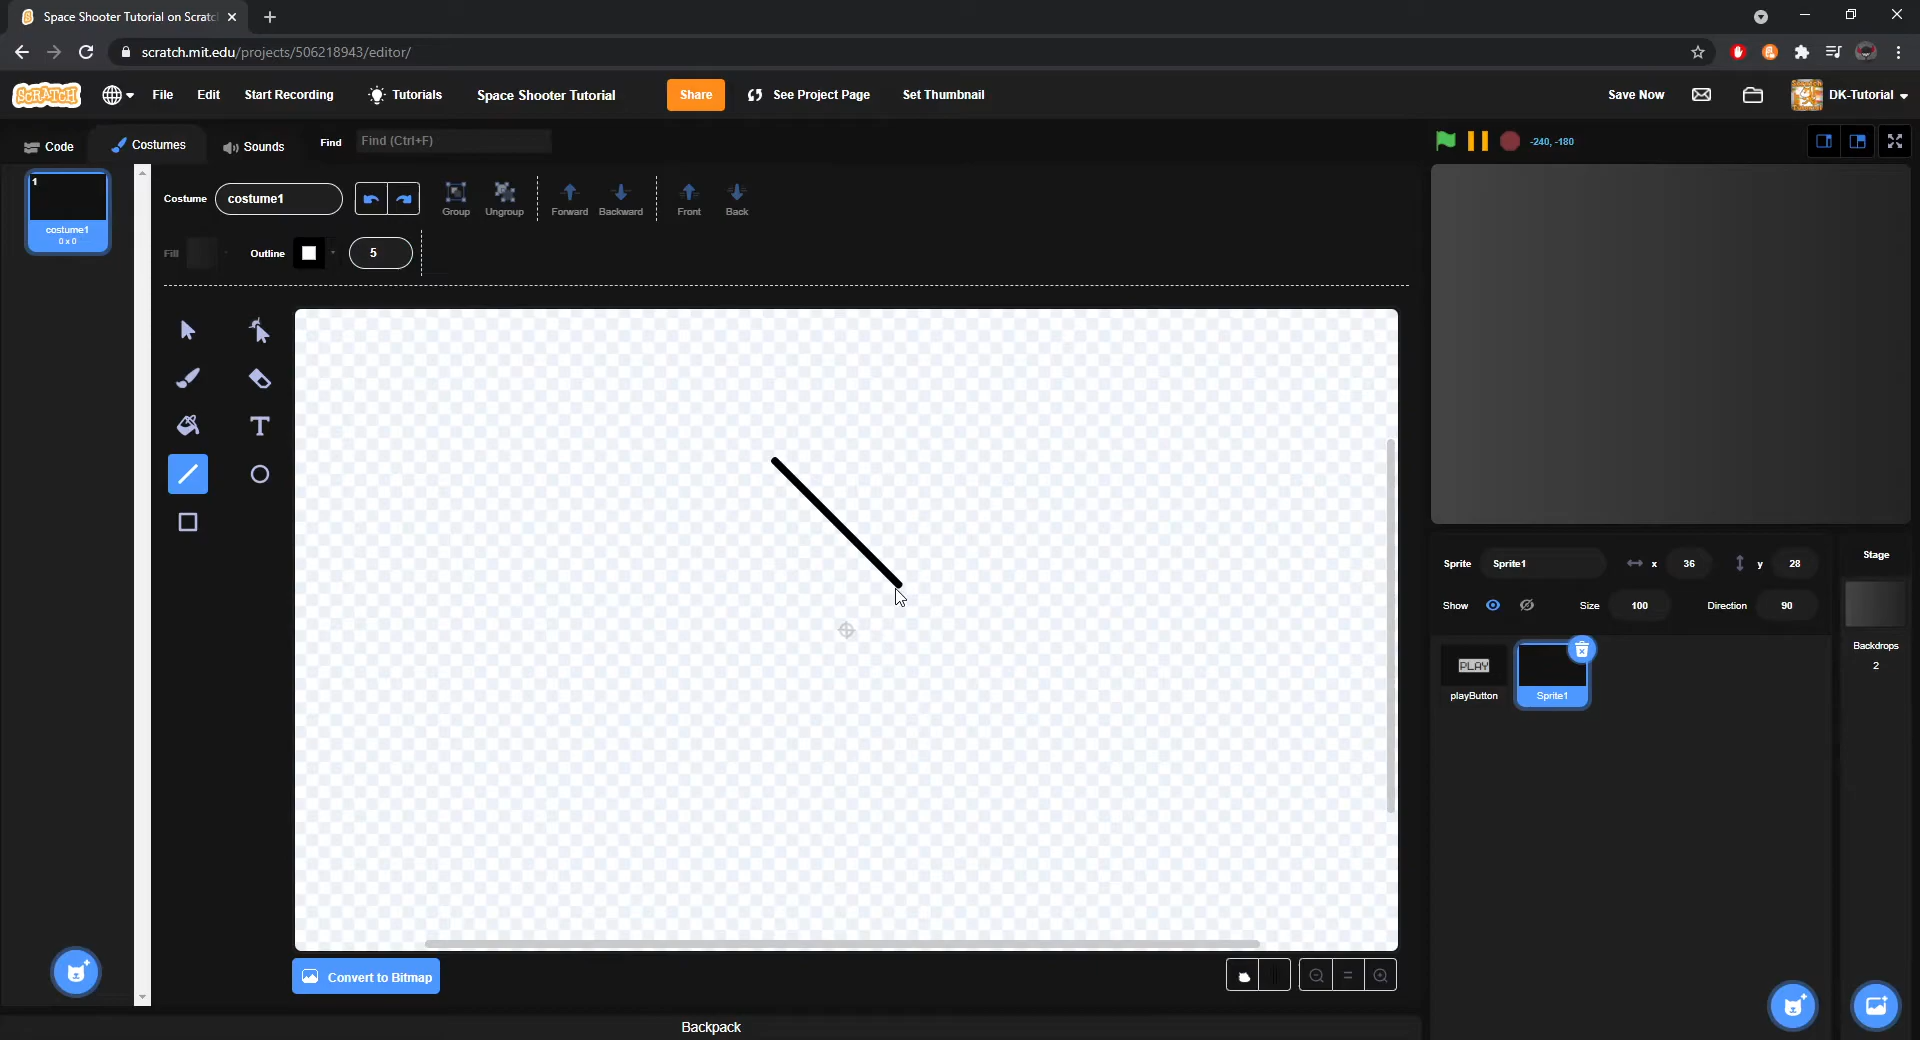 Space Shooter Tutorial on Scratc
scratch.mit.edu/projects/506218943/editor/
SCRATCH File Edit Start Recording Tutorials Space Shooter Tutorial Share See Project Page Set Thumbnail Save Now DK-Tutorial
Code Costumes Sounds Find Find (Ctrl+F) -240, -180
1
costume1
0 x 0
Costume costume1 Group Ungroup Forward Backward Front Back
Fill Outline 5
T
Convert to Bitmap
Backpack
Sprite Sprite1 x 36 y 28
Show Size 100 Direction 90
PLAY
playButton Sprite1
Stage
Backdrops
2